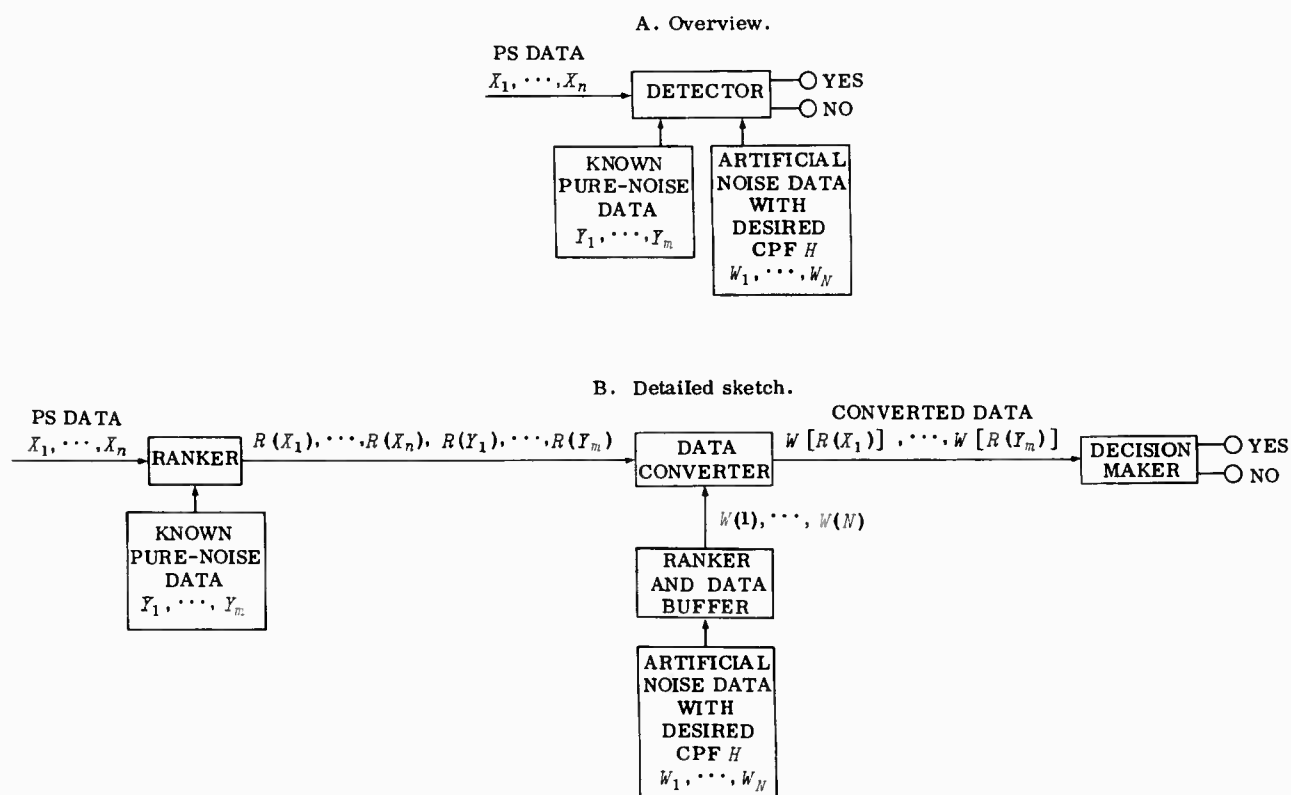 A. Overview.
PS DATA
X₁, ···, Xₙ
DETECTOR
YES
NO
KNOWN
PURE-NOISE
DATA
Y₁, ···, Yₘ
ARTIFICIAL
NOISE DATA
WITH
DESIRED
CPF H
W₁, ···, W_N
B. Detailed sketch.
PS DATA
X₁, ···, Xₙ
RANKER
R(X₁), ···, R(Xₙ), R(Y₁), ···, R(Yₘ)
DATA
CONVERTER
CONVERTED DATA
W [R(X₁)] , ···, W [R(Yₘ)]
DECISION
MAKER
YES
NO
KNOWN
PURE-NOISE
DATA
Y₁, ···, Yₘ
W(1), ···, W(N)
RANKER
AND DATA
BUFFER
ARTIFICIAL
NOISE DATA
WITH
DESIRED
CPF H
W₁, ···, W_N